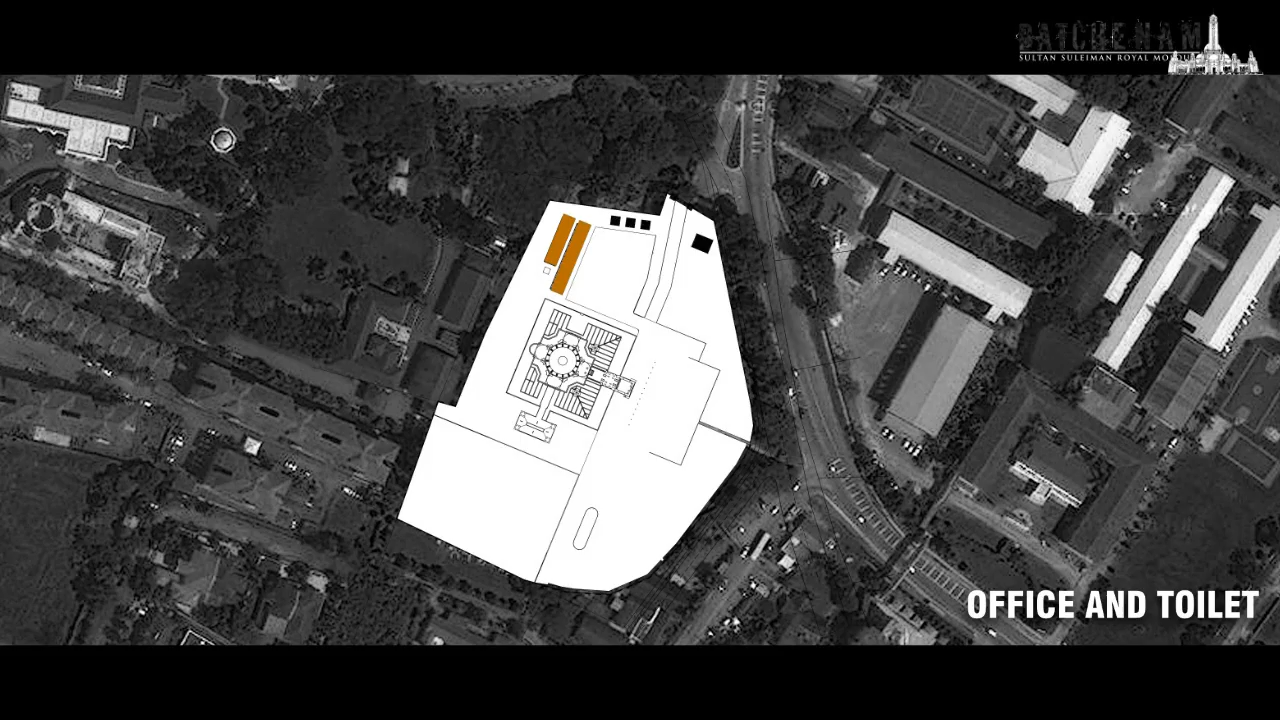 BATCHENAM
SULTAN SULEIMAN ROYAL MOSQUE
OFFICE AND TOILET